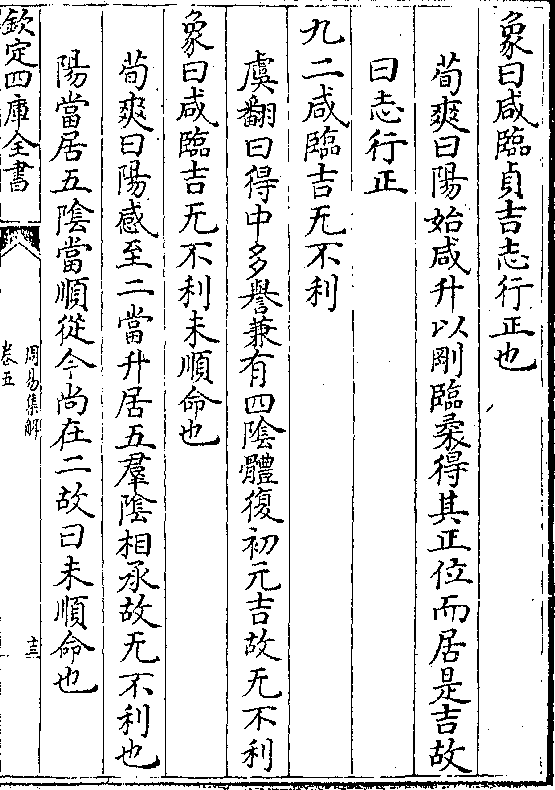 象曰咸臨貞吉志行正也
荀爽曰陽始咸升以剛臨柔得其正位而居是吉故
曰志行正
九二咸臨吉无不利
虞翻曰得中多譽兼有四陰體復初元吉故无不利
象曰咸臨吉无不利未順命也
荀爽曰陽感至二當升居五羣陰相承故无不利也
陽當居五陰當順從今尚在二故曰未順命也
欽定四庫全書
周易集解
卷五
十三